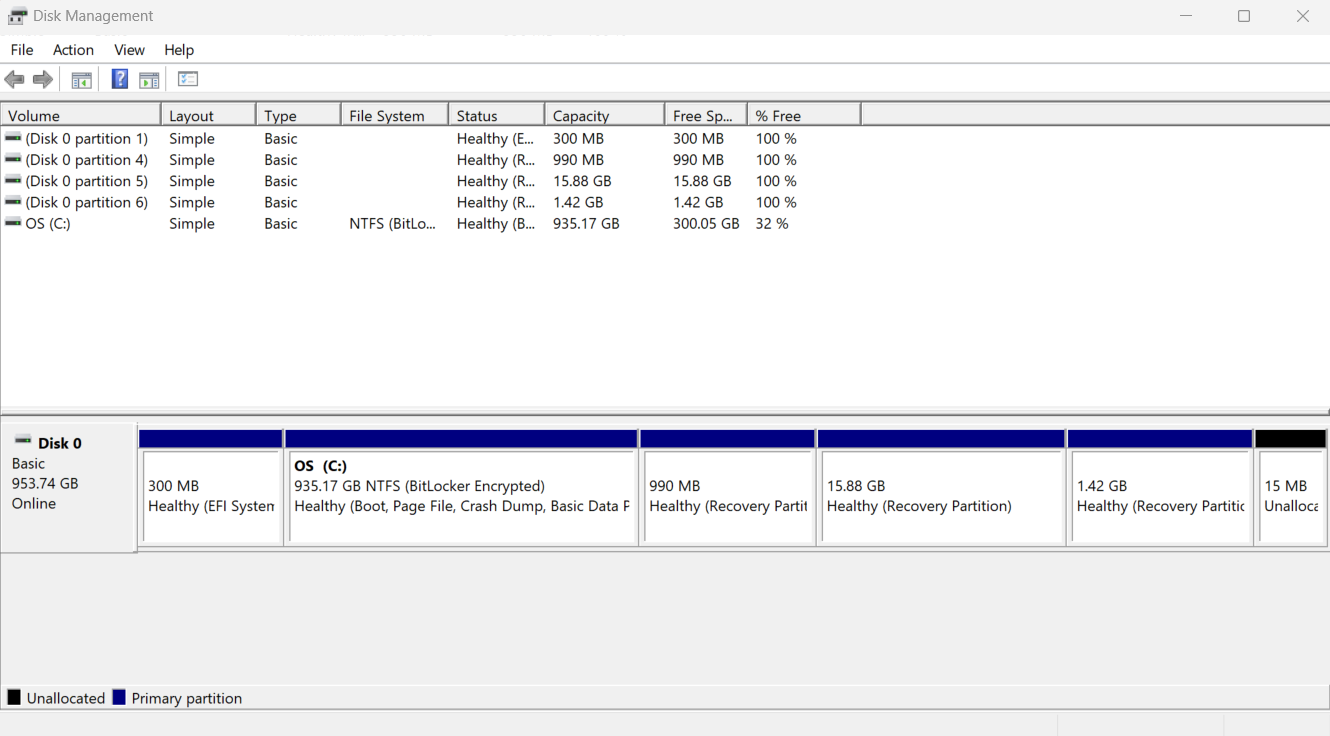 Disk Management
File Action View Help
Volume Layout Type File System Status Capacity Free Sp... % Free
(Disk 0 partition 1) Simple Basic Healthy (E... 300 MB 300 MB 100 %
(Disk 0 partition 4) Simple Basic Healthy (R... 990 MB 990 MB 100 %
(Disk 0 partition 5) Simple Basic Healthy (R... 15.88 GB 15.88 GB 100 %
(Disk 0 partition 6) Simple Basic Healthy (R... 1.42 GB 1.42 GB 100 %
OS (C:) Simple Basic NTFS (BitLo... Healthy (B... 935.17 GB 300.05 GB 32 %
Disk 0
Basic
953.74 GB
Online
300 MB
Healthy (EFI System
OS (C:)
935.17 GB NTFS (BitLocker Encrypted)
Healthy (Boot, Page File, Crash Dump, Basic Data P
990 MB
Healthy (Recovery Partit
15.88 GB
Healthy (Recovery Partition)
1.42 GB
Healthy (Recovery Partitic
15 MB
Unalloca
Unallocated Primary partition